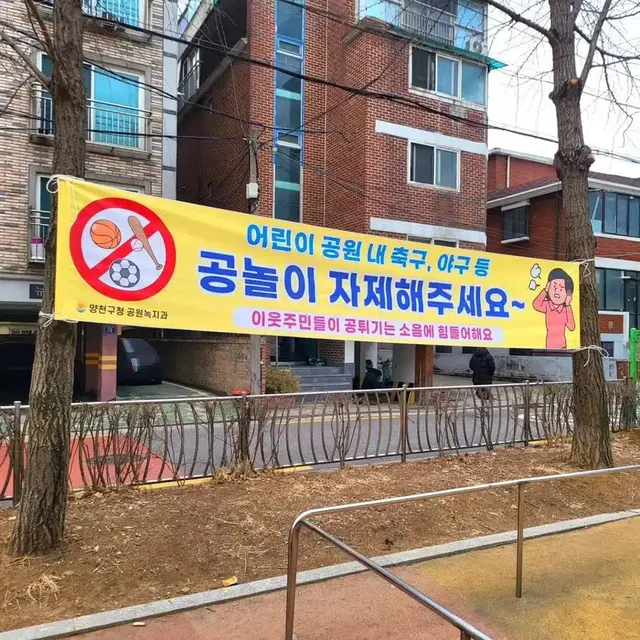 어린이 공원 내 축구, 야구 등
공놀이 자제해주세요~
이웃주민들이 공튀기는 소음에 힘들어해요
양천구청 공원녹지과